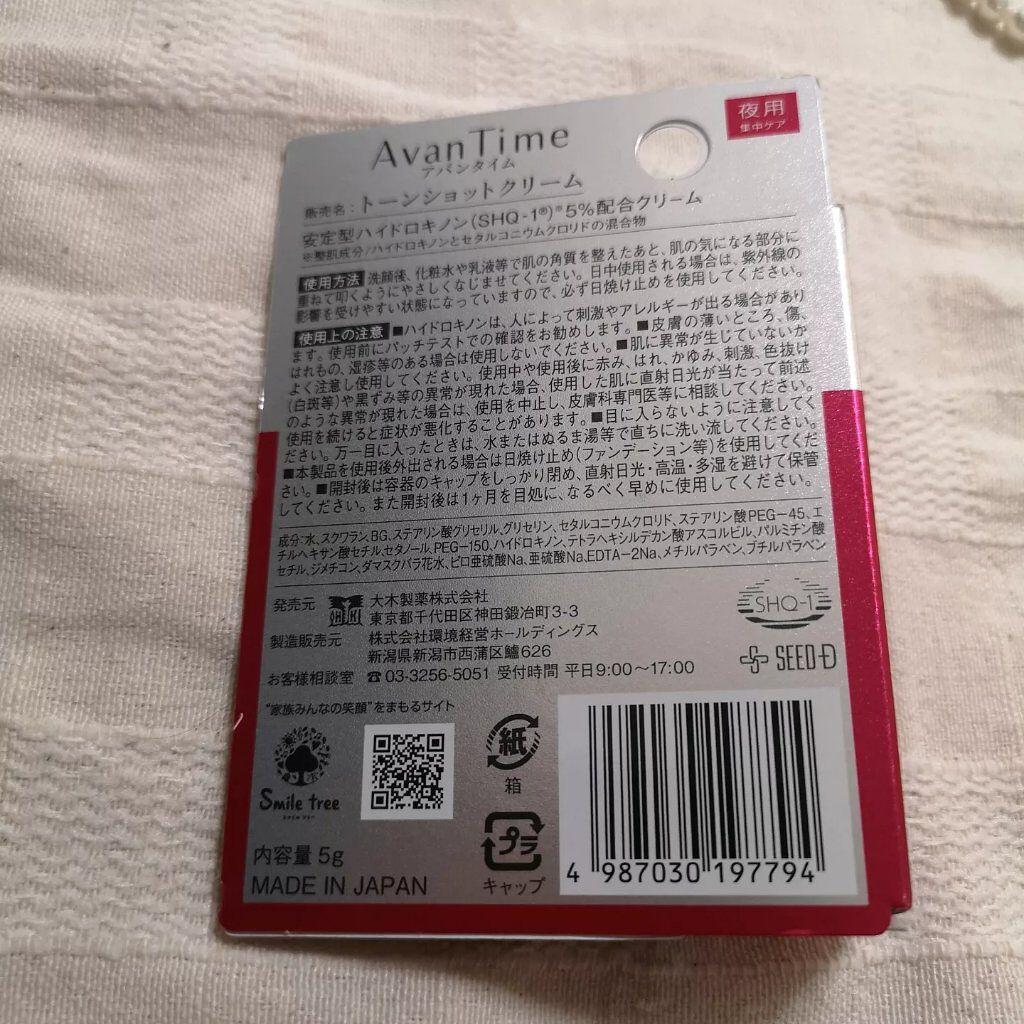 夜用
集中ケア
AvanTime
アバンタイム
販売名：トーンショットクリーム
安定型ハイドロキノン(SHQ-1®)※5%配合クリーム
※整肌成分/ハイドロキノンとセタルコニウムクロリドの混合物
使用方法 洗顔後、化粧水や乳液等で肌の角質を整えたあと、肌の気になる部分に
重ねて叩くようにやさしくなじませてください。日中使用される場合は、紫外線の
影響を受けやすい状態になっていますので、必ず日焼け止めを使用してください。
使用上の注意 ■ハイドロキノンは、人によって刺激やアレルギーが出る場合があり
ます。使用前にパッチテストでの確認をお勧めします。■皮膚の薄いところ、傷、
はれもの、湿疹等のある場合は使用しないでください。■肌に異常が生じていないか
よく注意し使用してください。使用中や使用後に赤み、はれ、かゆみ、刺激、色抜け
(白斑等)や黒ずみ等の異常が現れた場合、使用した肌に直射日光が当たって前述
のような異常が現れた場合は、使用を中止し、皮膚科専門医等に相談してください。
使用を続けると症状が悪化することがあります。■目に入らないように注意してく
ださい。万一目に入ったときは、水またはぬるま湯等で直ちに洗い流してください。
■本製品を使用後外出される場合は日焼け止め(ファンデーション等)を使用してくだ
さい。■開封後は容器のキャップをしっかり閉め、直射日光・高温・多湿を避けて保管
してください。また開封後は1ヶ月を目処に、なるべく早めに使用してください。
成分：水、スクワラン、BG、ステアリン酸グリセリル、グリセリン、セタルコニウムクロリド、ステアリン酸PEG-45、エ
チルヘキサン酸セチル、セタノール、PEG-150、ハイドロキノン、テトラヘキシルデカン酸アスコルビル、パルミチン酸
セチル、ジメチコン、ダマスクバラ花水、ピロ亜硫酸Na、亜硫酸Na、EDTA-2Na、メチルパラベン、ブチルパラベン
発売元 大木製薬株式会社
東京都千代田区神田鍛冶町3-3
製造販売元 株式会社環境経営ホールディングス
新潟県新潟市西蒲区鱸626
お客様相談室 ☎03-3256-5051 受付時間 平日9:00～17:00
SHQ-1
SEED-D
“家族みんなの笑顔”をまもるサイト
Smile tree
紙
箱
プラ
キャップ
内容量 5g
MADE IN JAPAN
4 987030 197794